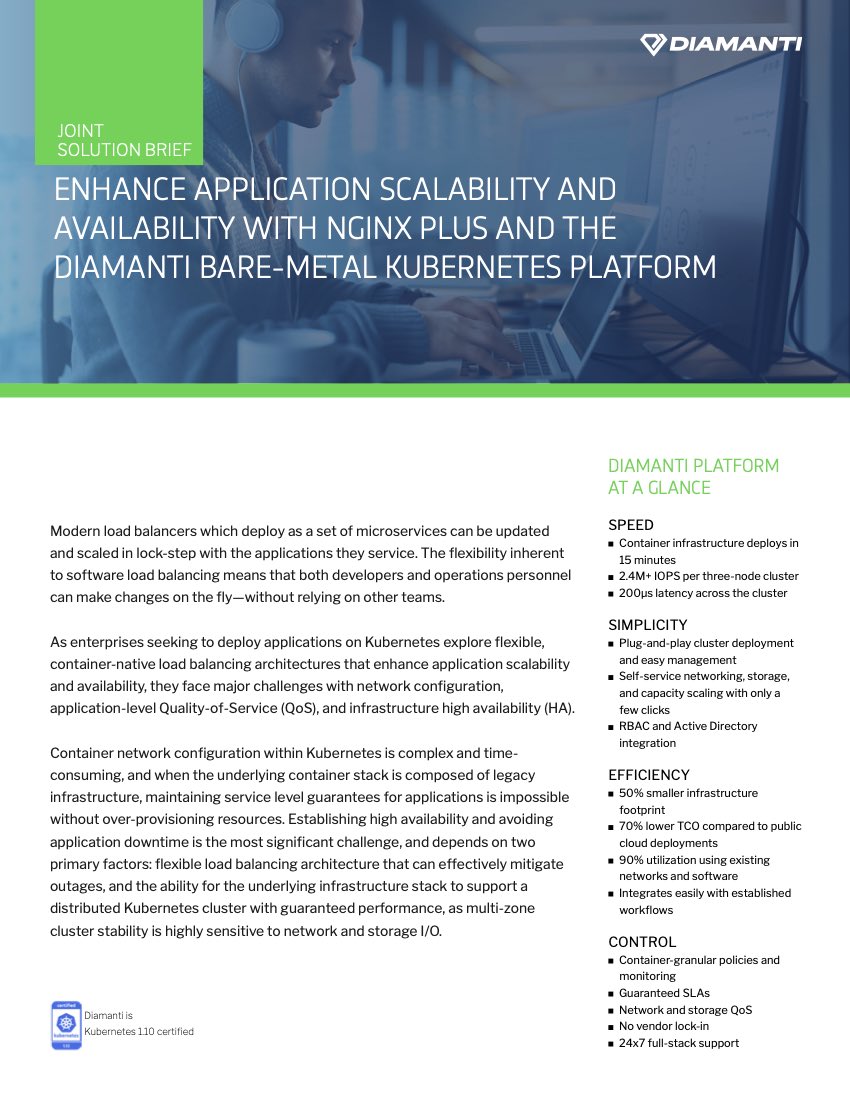 DIAMANTI
JOINT
SOLUTION BRIEF
ENHANCE APPLICATION SCALABILITY AND
AVAILABILITY WITH NGINX PLUS AND THE
DIAMANTI BARE-METAL KUBERNETES PLATFORM
Modern load balancers which deploy as a set of microservices can be updated
and scaled in lock-step with the applications they service. The flexibility inherent
to software load balancing means that both developers and operations personnel
can make changes on the fly—without relying on other teams.
As enterprises seeking to deploy applications on Kubernetes explore flexible,
container-native load balancing architectures that enhance application scalability
and availability, they face major challenges with network configuration,
application-level Quality-of-Service (QoS), and infrastructure high availability (HA).
Container network configuration within Kubernetes is complex and time-
consuming, and when the underlying container stack is composed of legacy
infrastructure, maintaining service level guarantees for applications is impossible
without over-provisioning resources. Establishing high availability and avoiding
application downtime is the most significant challenge, and depends on two
primary factors: flexible load balancing architecture that can effectively mitigate
outages, and the ability for the underlying infrastructure stack to support a
distributed Kubernetes cluster with guaranteed performance, as multi-zone
cluster stability is highly sensitive to network and storage I/O.
certified
kubernetes
1.10
Diamanti is
Kubernetes 1.10 certified
DIAMANTI PLATFORM
AT A GLANCE
SPEED
▪ Container infrastructure deploys in
15 minutes
▪ 2.4M+ IOPS per three-node cluster
▪ 200µs latency across the cluster
SIMPLICITY
▪ Plug-and-play cluster deployment
and easy management
▪ Self-service networking, storage,
and capacity scaling with only a
few clicks
▪ RBAC and Active Directory
integration
EFFICIENCY
▪ 50% smaller infrastructure
footprint
▪ 70% lower TCO compared to public
cloud deployments
▪ 90% utilization using existing
networks and software
▪ Integrates easily with established
workflows
CONTROL
▪ Container-granular policies and
monitoring
▪ Guaranteed SLAs
▪ Network and storage QoS
▪ No vendor lock-in
▪ 24x7 full-stack support